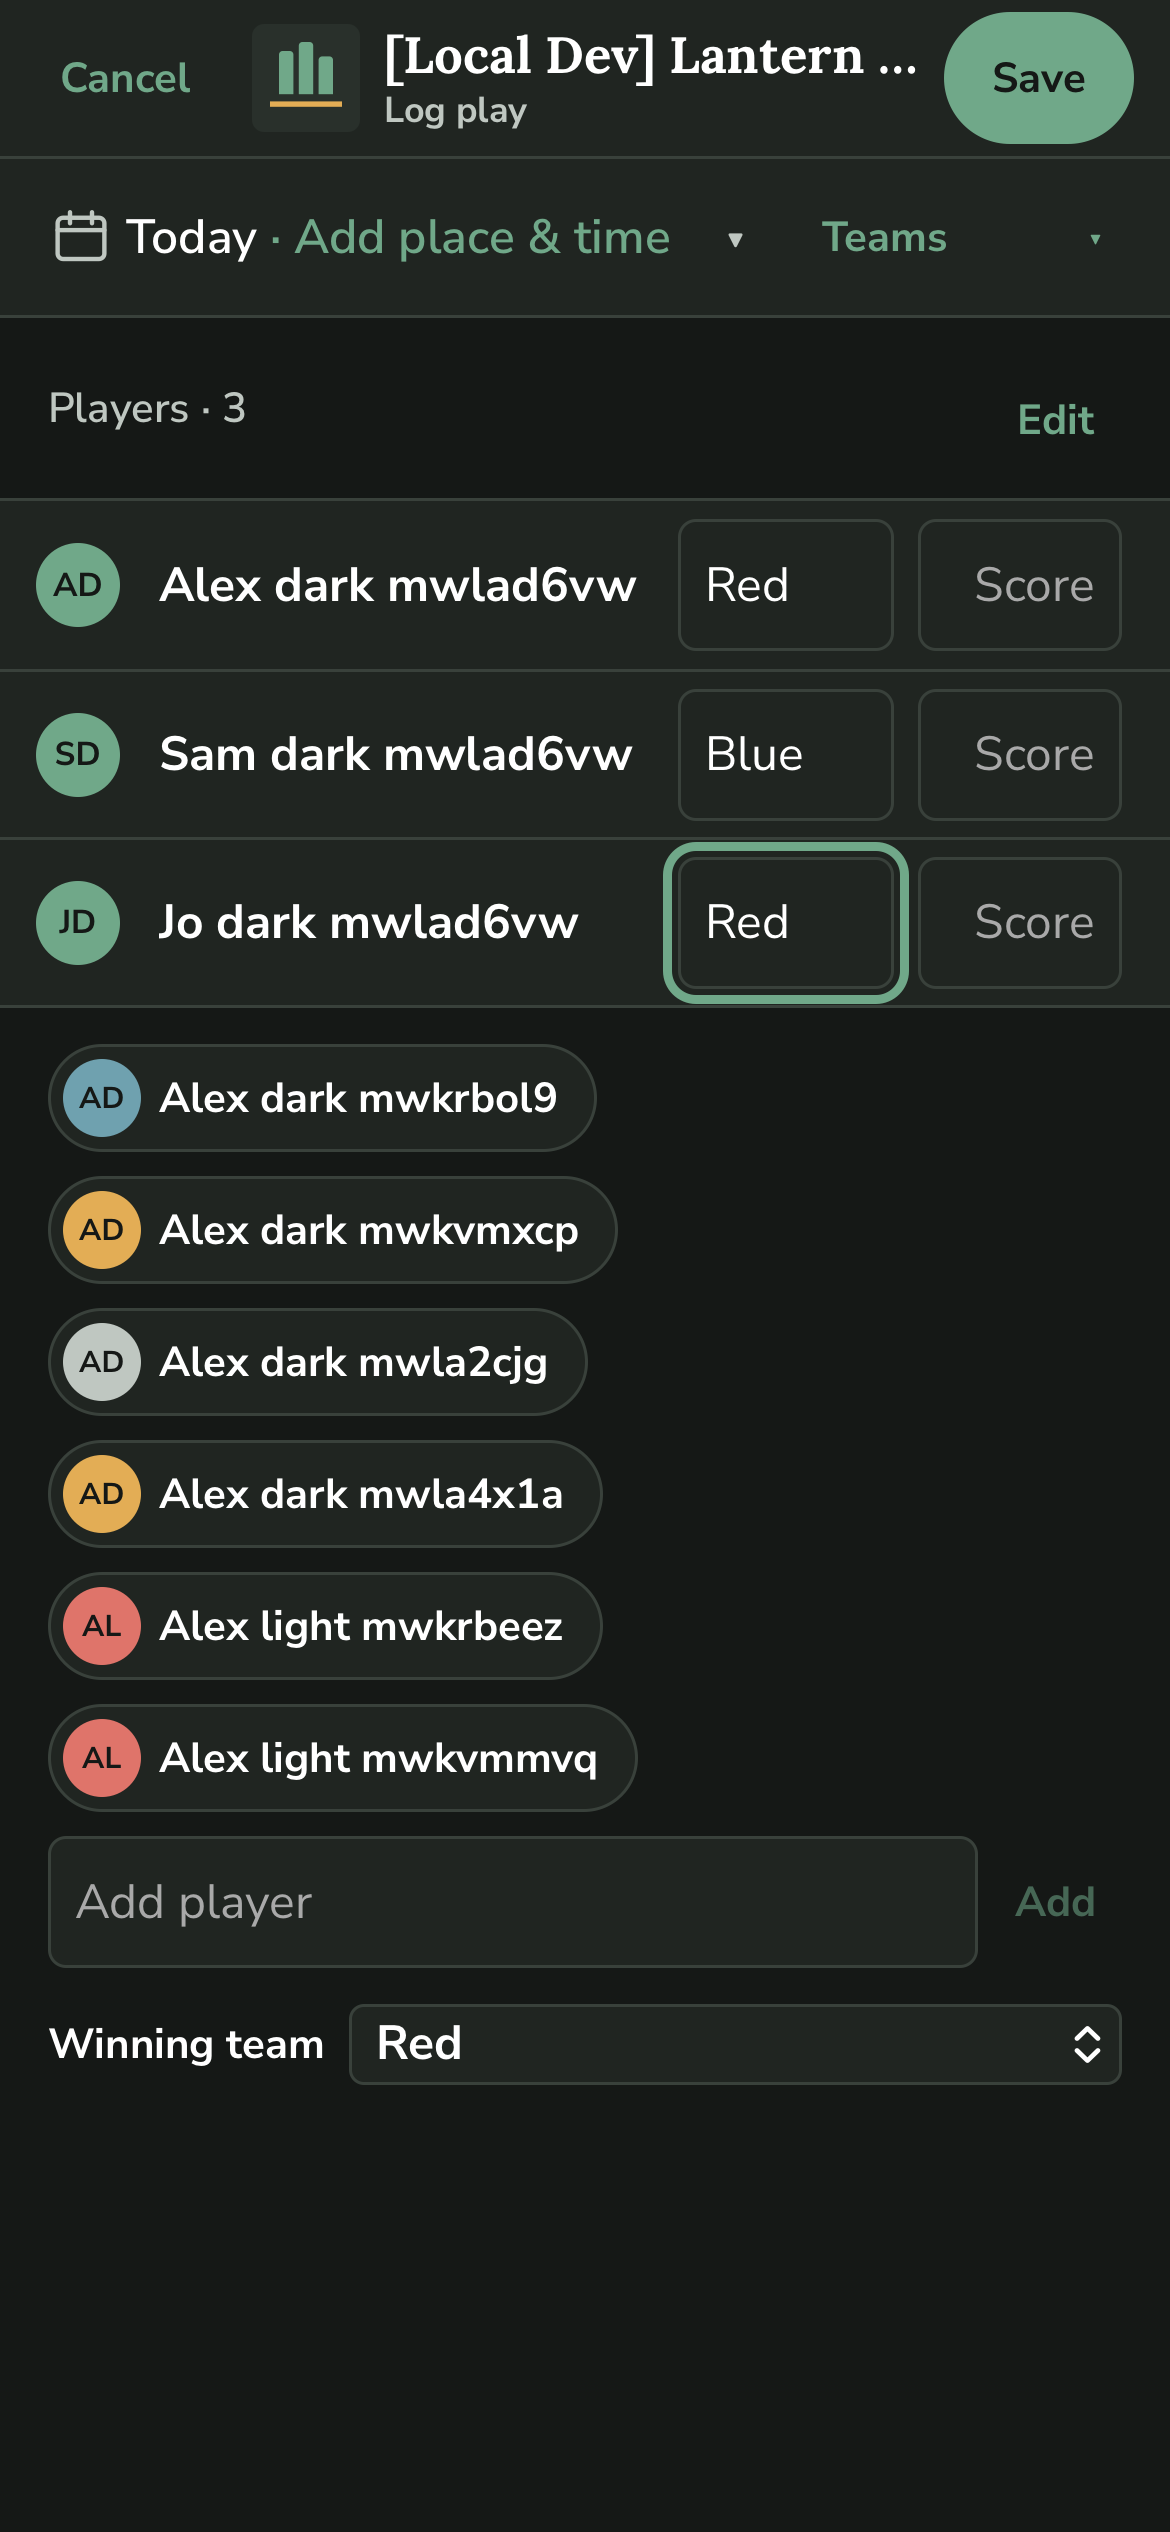 Cancel
[Local Dev] Lantern ...
Log play
Save
Today · Add place & time ▾
Teams ▾
Players · 3
Edit
AD Alex dark mwlad6vw Red Score
SD Sam dark mwlad6vw Blue Score
JD Jo dark mwlad6vw Red Score
AD Alex dark mwkrbol9
AD Alex dark mwkvmxcp
AD Alex dark mwla2cjg
AD Alex dark mwla4x1a
AL Alex light mwkrbeez
AL Alex light mwkvmmvq
Add player
Add
Winning team Red